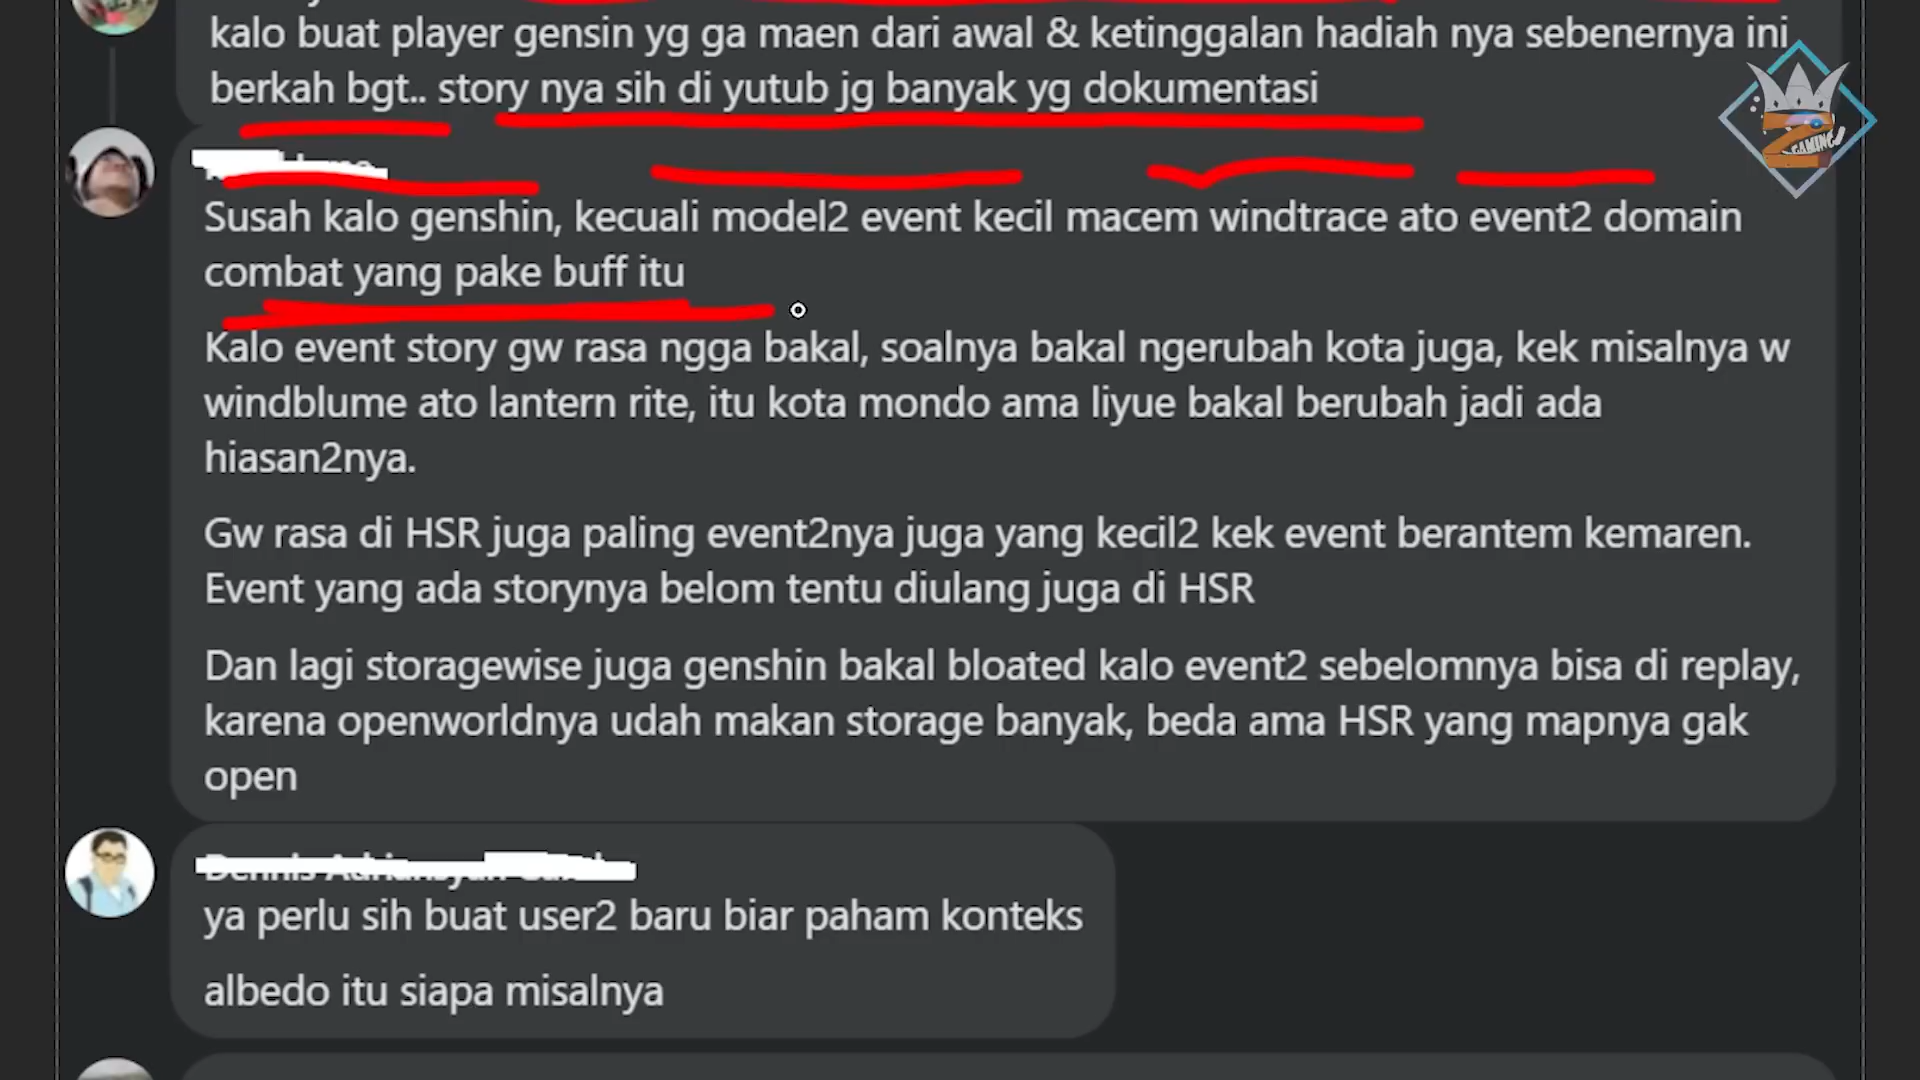 kalo buat player gensin yg ga maen dari awal & ketinggalan hadiah nya sebenernya ini
berkah bgt.. story nya sih di yutub jg banyak yg dokumentasi
Susah kalo genshin, kecuali model2 event kecil macem windtrace ato event2 domain
combat yang pake buff itu
Kalo event story gw rasa ngga bakal, soalnya bakal ngerubah kota juga, kek misalnya w
windblume ato lantern rite, itu kota mondo ama liyue bakal berubah jadi ada
hiasan2nya.
Gw rasa di HSR juga paling event2nya juga yang kecil2 kek event berantem kemaren.
Event yang ada storynya belom tentu diulang juga di HSR
Dan lagi storagewise juga genshin bakal bloated kalo event2 sebelomnya bisa di replay,
karena openworldnya udah makan storage banyak, beda ama HSR yang mapnya gak
open
ya perlu sih buat user2 baru biar paham konteks
albedo itu siapa misalnya
GAMING